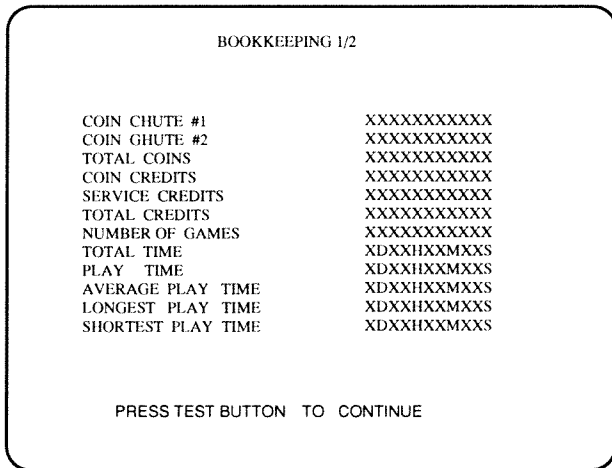 BOOKKEEPING 1/2
COIN CHUTE #1 XXXXXXXXXXX
COIN GHUTE #2 XXXXXXXXXXX
TOTAL COINS XXXXXXXXXXX
COIN CREDITS XXXXXXXXXXX
SERVICE CREDITS XXXXXXXXXXX
TOTAL CREDITS XXXXXXXXXXX
NUMBER OF GAMES XXXXXXXXXXX
TOTAL TIME XDXXHXXMXXS
PLAY TIME XDXXHXXMXXS
AVERAGE PLAY TIME XDXXHXXMXXS
LONGEST PLAY TIME XDXXHXXMXXS
SHORTEST PLAY TIME XDXXHXXMXXS
PRESS TEST BUTTON TO CONTINUE